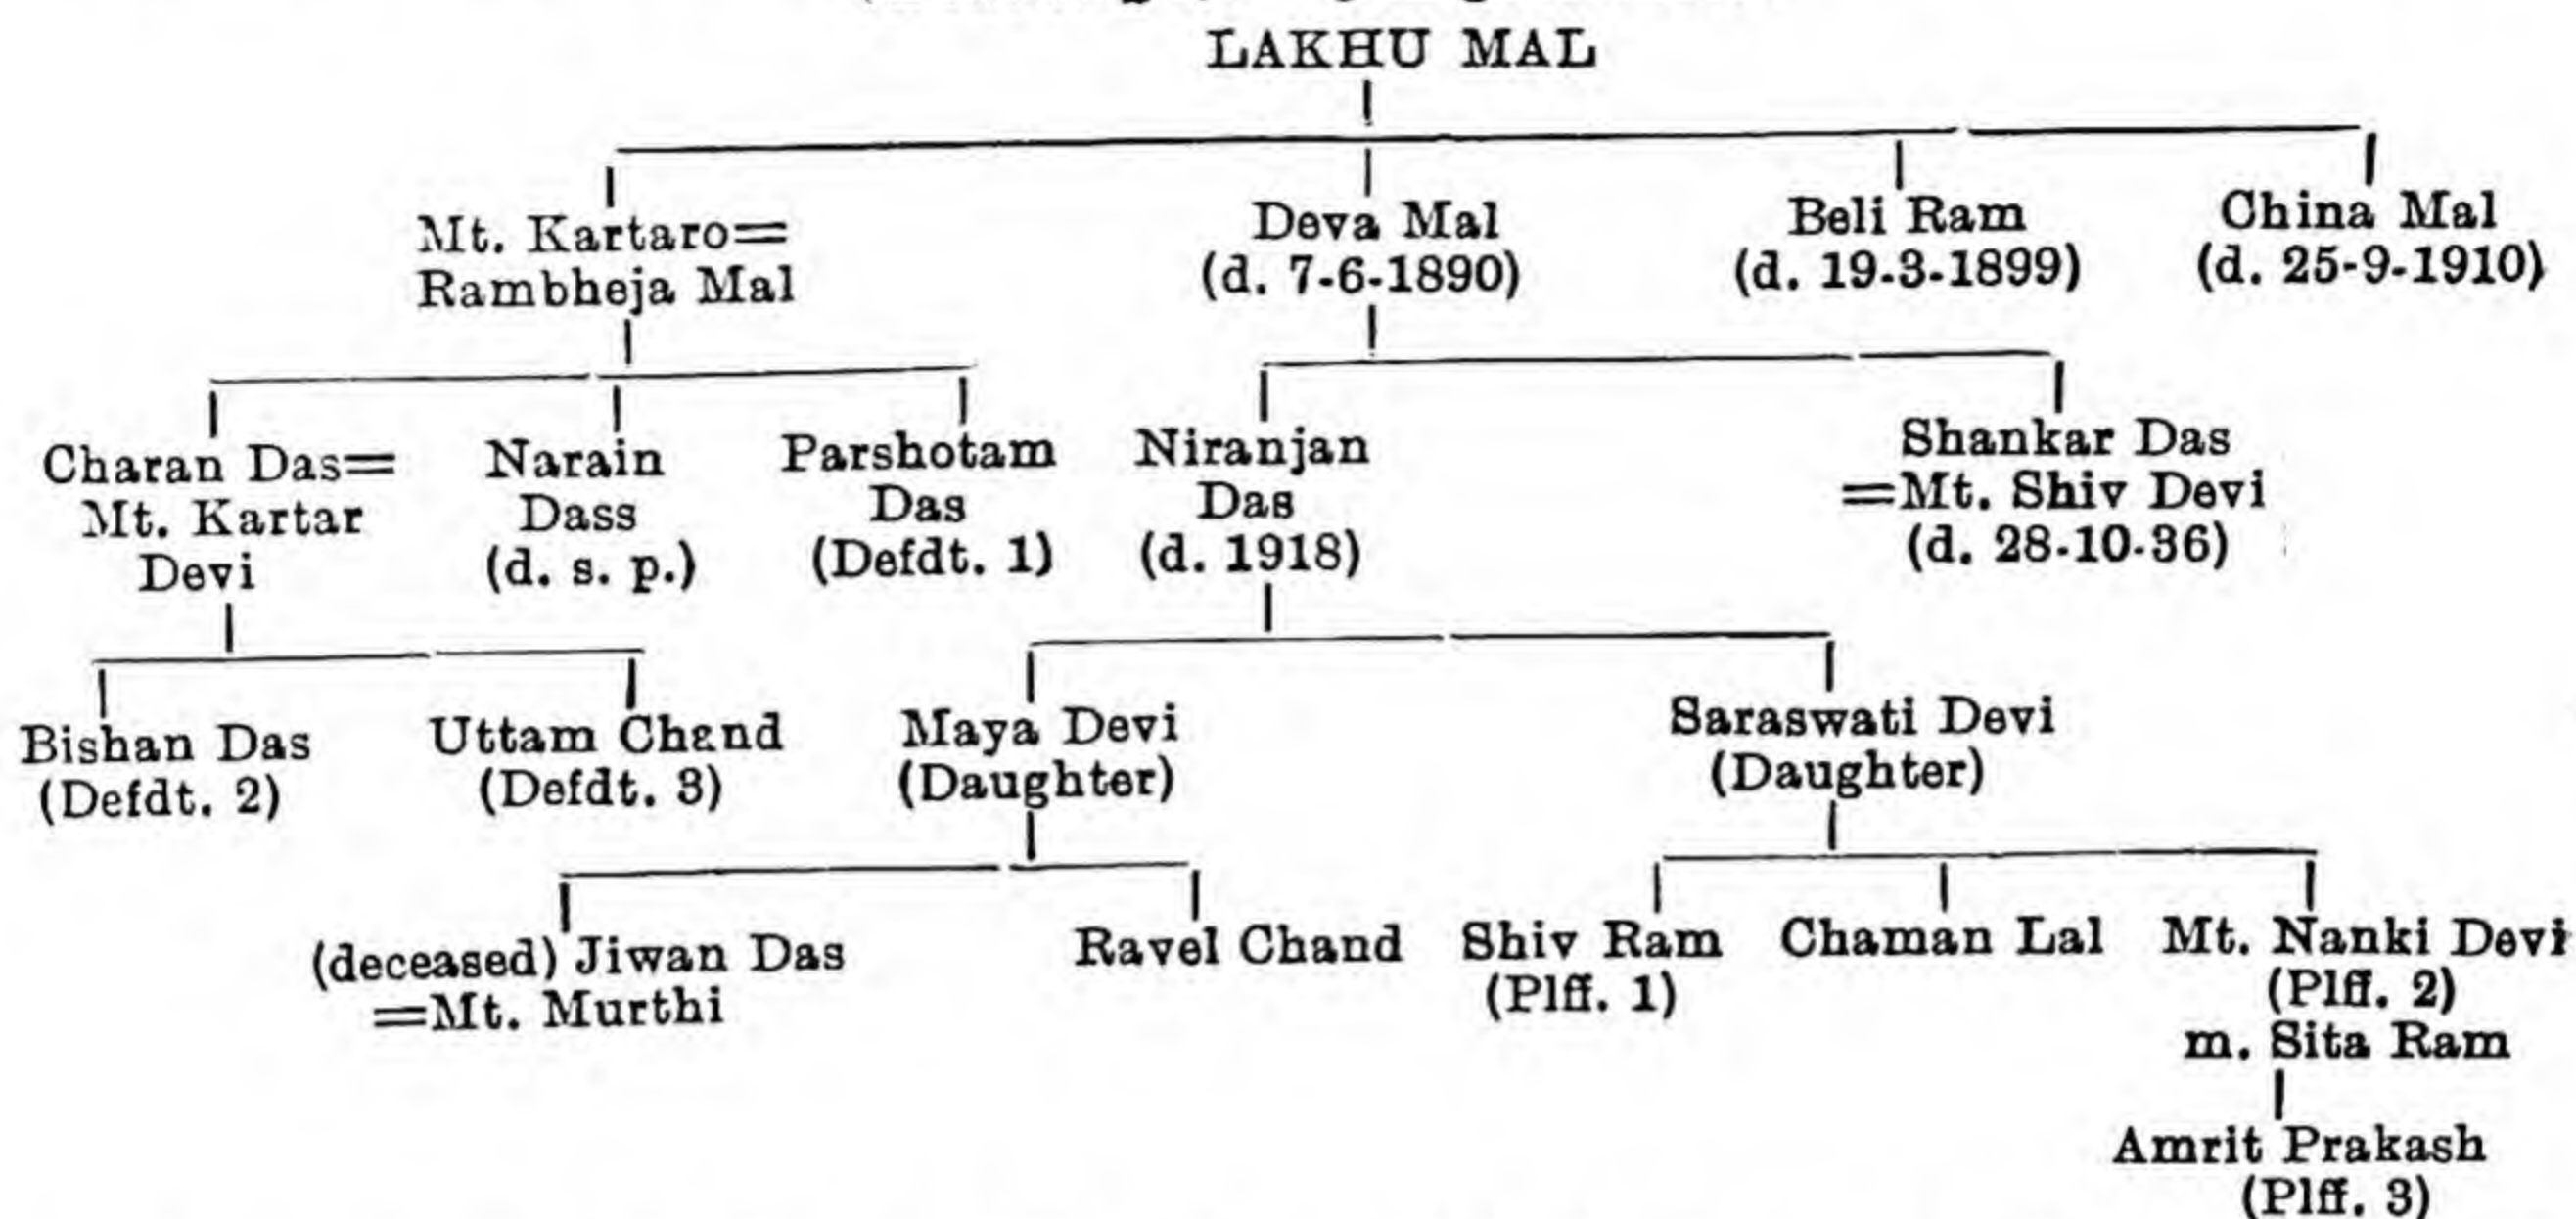 LAKHU MAL
Mt. Kartaro=
Rambheja Mal
Deva Mal
(d. 7-6-1890)
Beli Ram
(d. 19-3-1899)
China Mal
(d. 25-9-1910)
Charan Das=
Mt. Kartar
Devi
Narain
Dass
(d. s. p.)
Parshotam
Das
(Defdt. 1)
Niranjan
Das
(d. 1918)
Shankar Das
=Mt. Shiv Devi
(d. 28-10-36)
Bishan Das
(Defdt. 2)
Uttam Chand
(Defdt. 3)
Maya Devi
(Daughter)
Saraswati Devi
(Daughter)
(deceased) Jiwan Das
=Mt. Murthi
Ravel Chand
Shiv Ram
(Plff. 1)
Chaman Lal
Mt. Nanki Devi
(Plff. 2)
m. Sita Ram
Amrit Prakash
(Plff. 3)